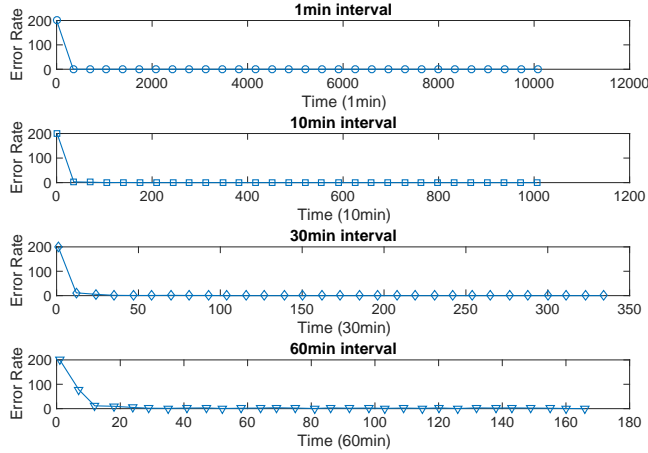 1min interval
Error Rate
200
100
0
0 2000 4000 6000 8000 10000 12000
Time (1min)
10min interval
Error Rate
200
100
0
0 200 400 600 800 1000 1200
Time (10min)
30min interval
Error Rate
200
100
0
0 50 100 150 200 250 300 350
Time (30min)
60min interval
Error Rate
200
100
0
0 20 40 60 80 100 120 140 160 180
Time (60min)